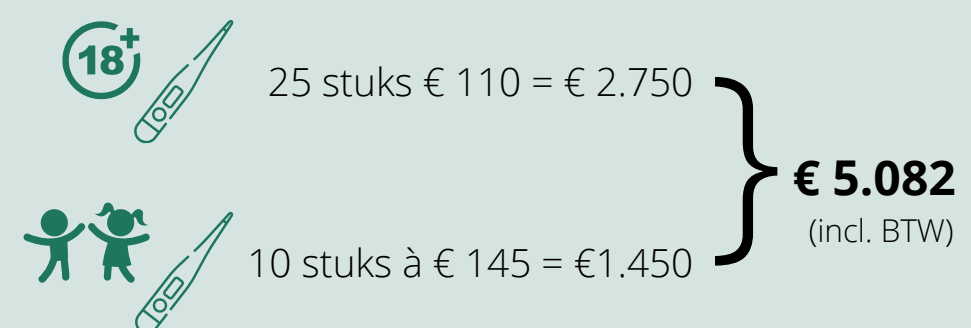 18+
25 stuks € 110 = € 2.750
€ 5.082
(incl. BTW)
10 stuks à € 145 = €1.450